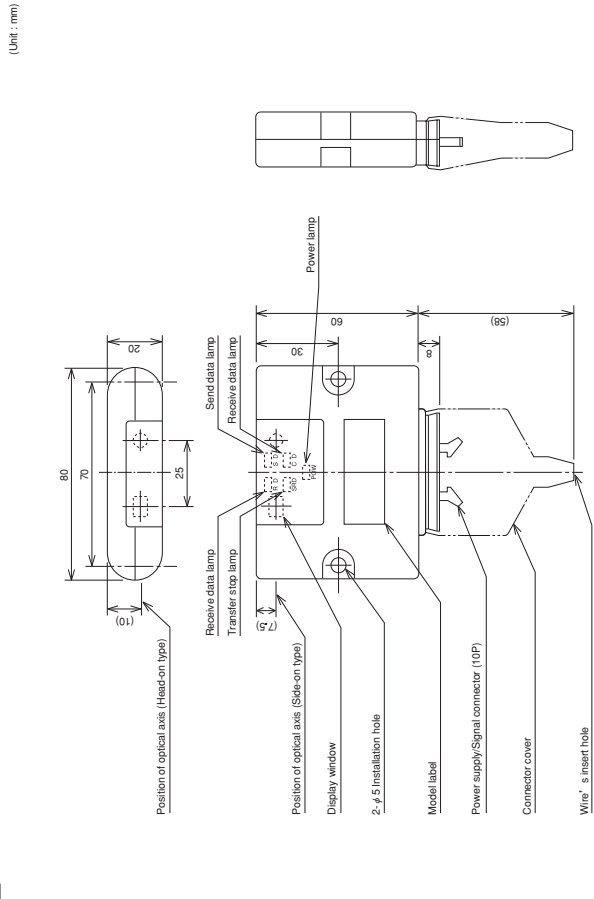 (Unit : mm)
80
70
25
20
(10)
Position of optical axis (Head-on type)
Receive data lamp
Transfer stop lamp
Send data lamp
Receive data lamp
Power lamp
60
30
(58)
8
(7.5)
R D
S D
SRD
C D
POW
Position of optical axis (Side-on type)
Display window
2- φ 5 Installation hole
Model label
Power supply/Signal connector (10P)
Connector cover
Wire’ s insert hole